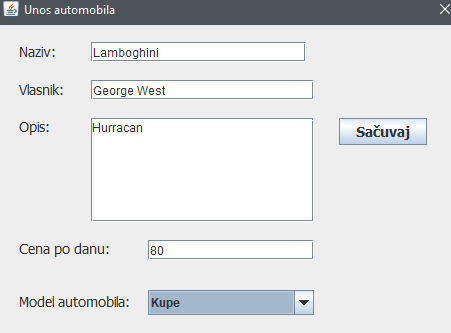 Unos automobila
Naziv: Lamboghini
Vlasnik: George West
Opis: Hurracan
Sačuvaj
Cena po danu: 80
Model automobila: Kupe